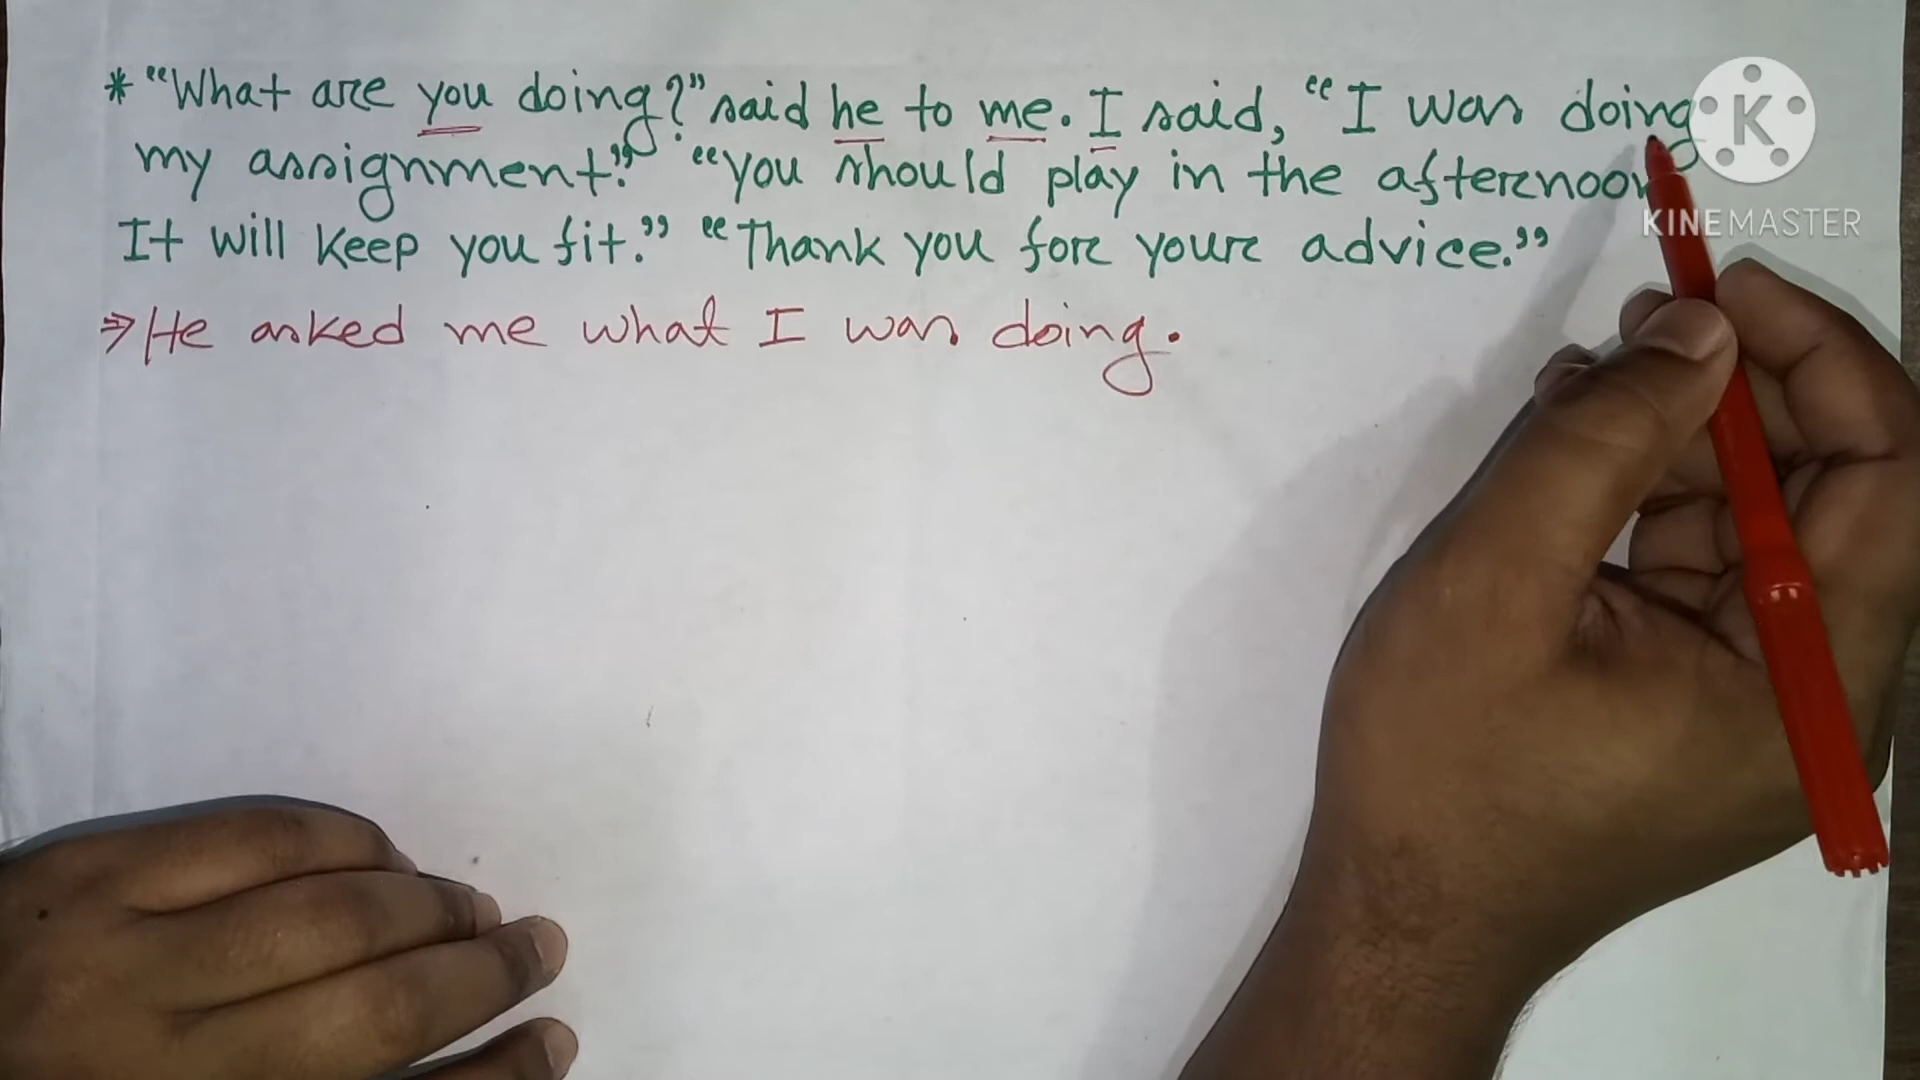 * "What are you doing?" said he to me. I said, "I was doing
my assignment." "you should play in the afternoon
It will keep you fit." "Thank you for your advice."
⇒ He asked me what I was doing.
K
KINEMASTER